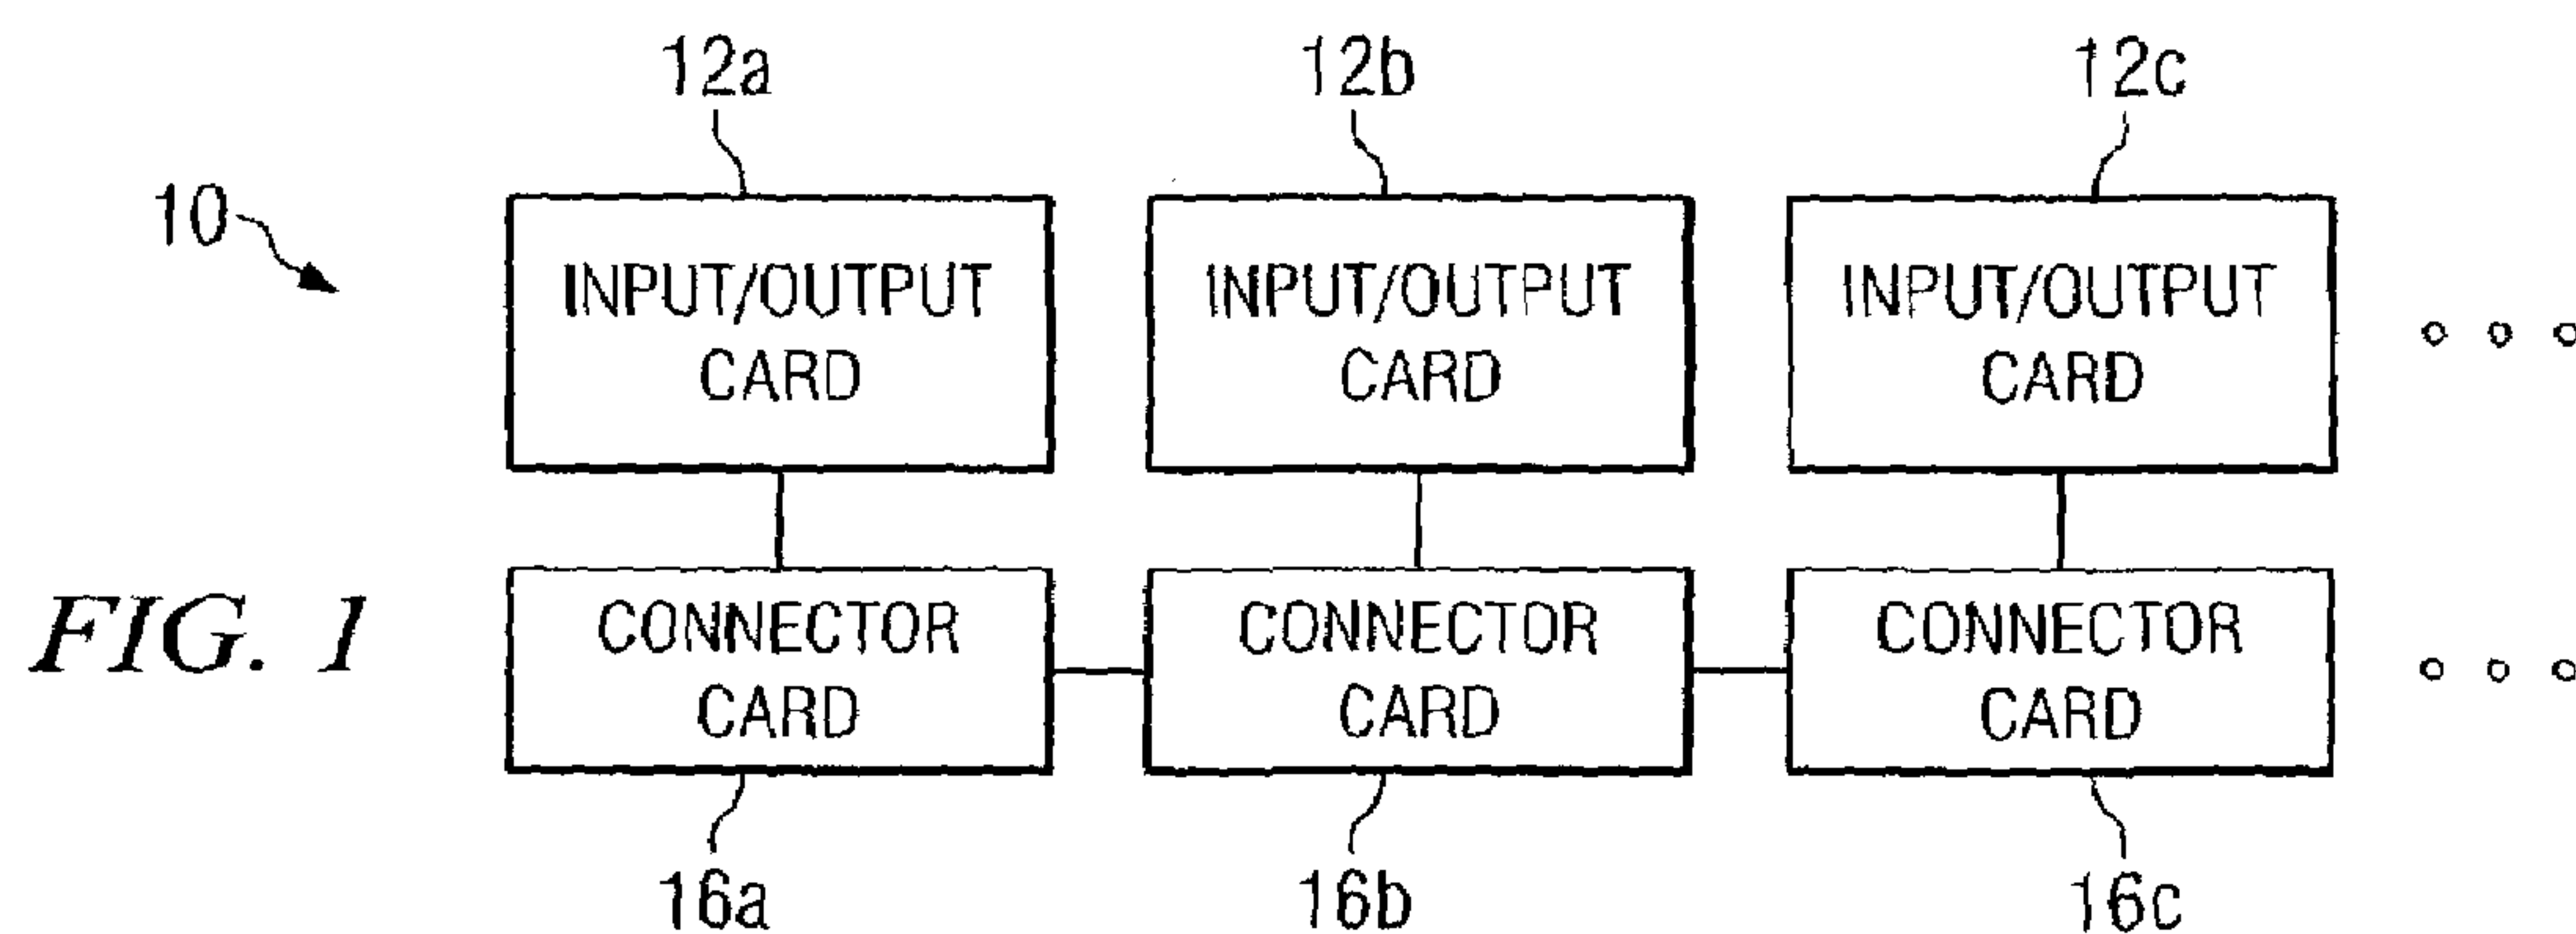 12a 12b 12c
10
INPUT/OUTPUT CARD
INPUT/OUTPUT CARD
INPUT/OUTPUT CARD
FIG. 1
CONNECTOR CARD
CONNECTOR CARD
CONNECTOR CARD
16a 16b 16c